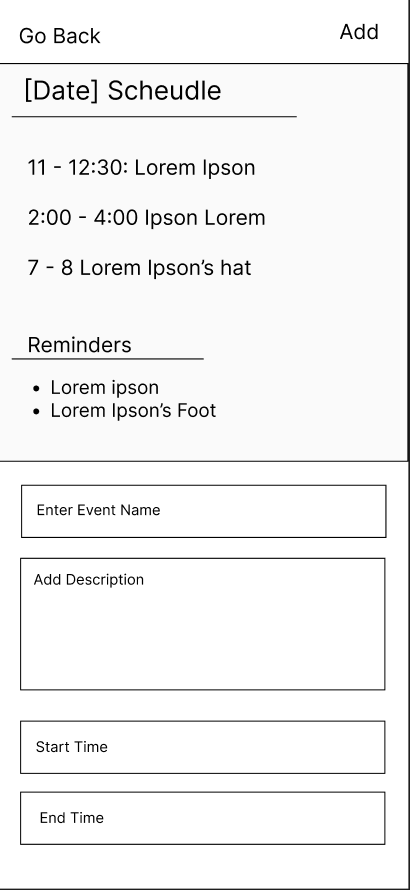 Go Back
Add
[Date] Scheudle
11 - 12:30: Lorem Ipson
2:00 - 4:00 Ipson Lorem
7 - 8 Lorem Ipson’s hat
Reminders
• Lorem ipson
• Lorem Ipson’s Foot
Enter Event Name
Add Description
Start Time
End Time